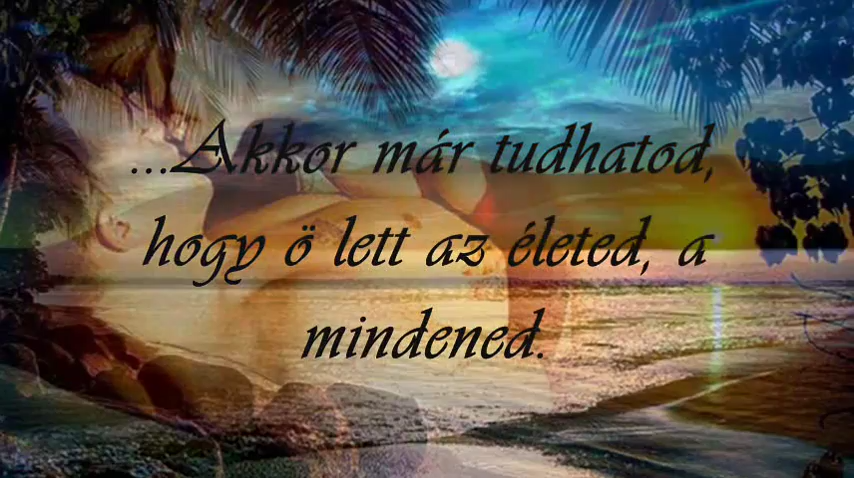 ...Akkor már tudhatod,
hogy ö lett az életed, a
mindened.